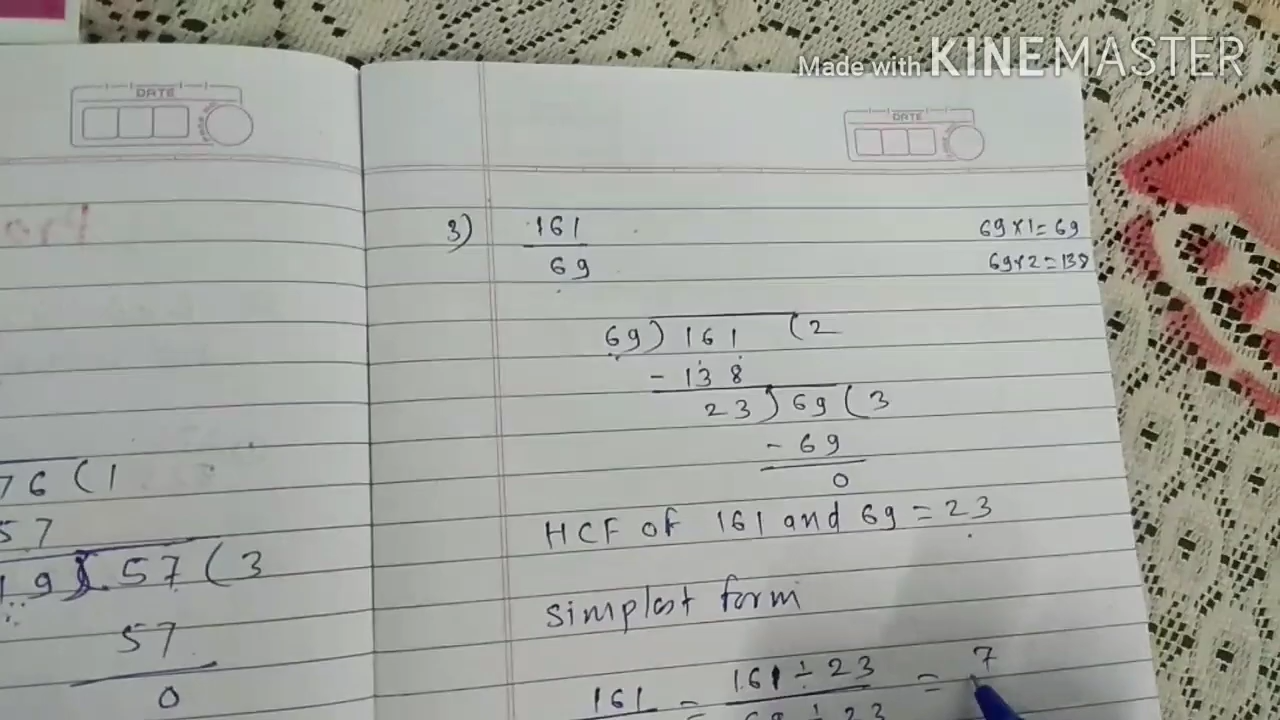 Made with KINEMASTER
DATE
DATE
3) 161
69
69×1=69
69×2=138
69) 161 (2
- 138
23) 69 (3
- 69
0
HCF of 161 and 69 = 23
simplest form
161 = 161 ÷ 23 = 7
76 (1
57
19) 57 (3
57
0